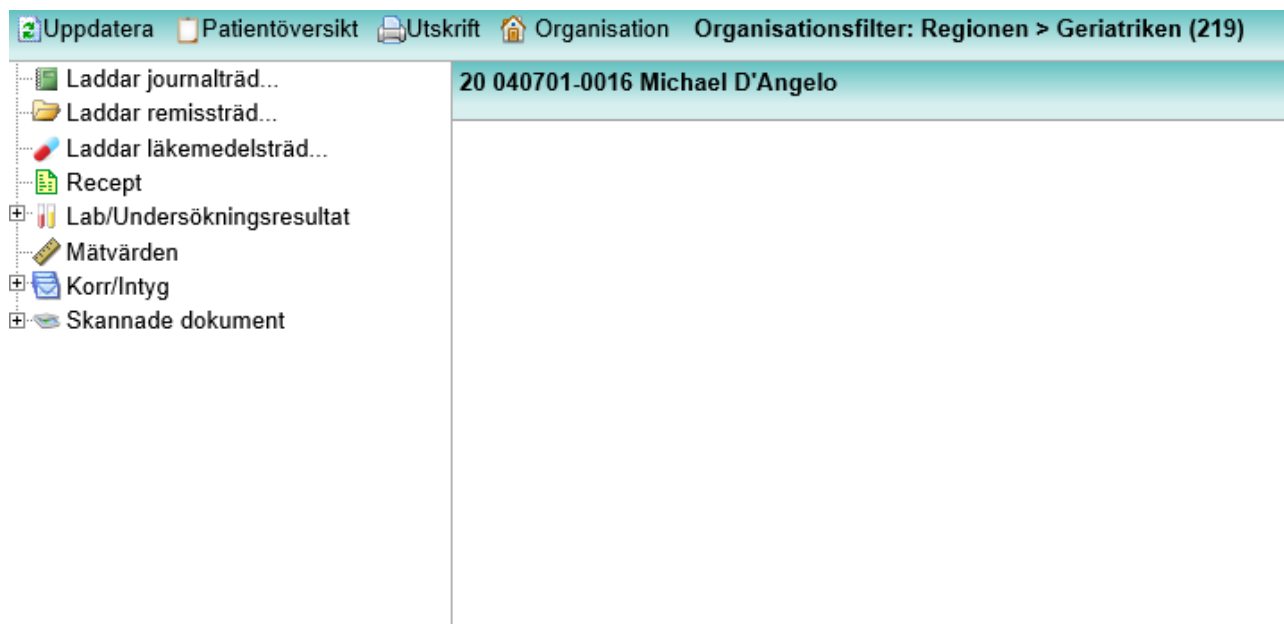 Uppdatera Patientöversikt Utskrift Organisation Organisationsfilter: Regionen > Geriatriken (219)
Laddar journalträd...
Laddar remissträd...
Laddar läkemedelsträd...
Recept
Lab/Undersökningsresultat
Mätvärden
Korr/Intyg
Skannade dokument
20 040701-0016 Michael D'Angelo